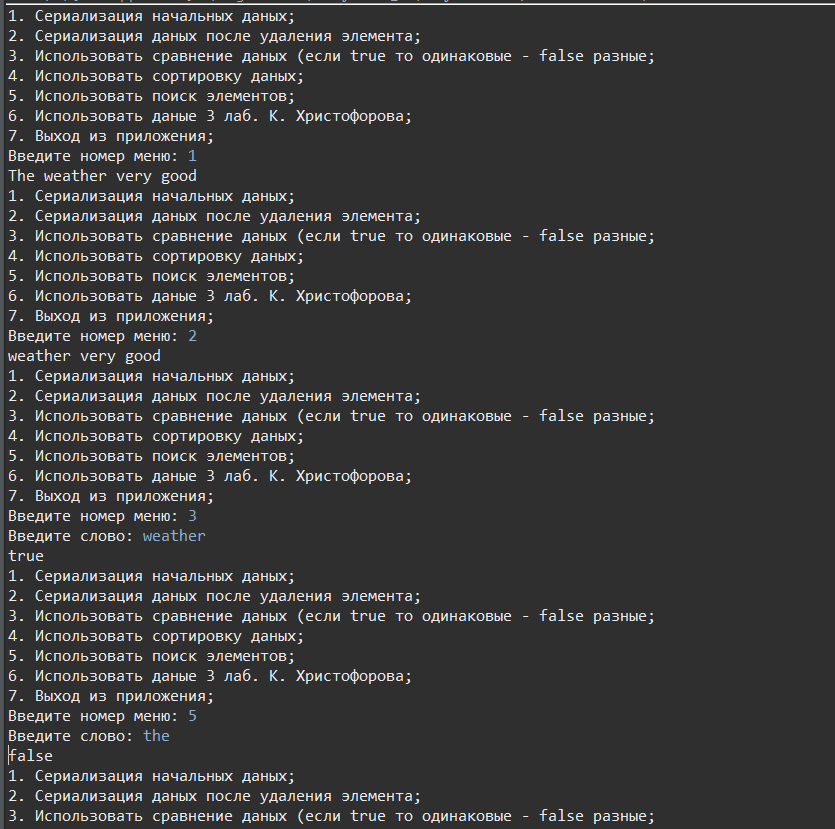 1. Сериализация начальных даных;
2. Сериализация даных после удаления элемента;
3. Использовать сравнение даных (если true то одинаковые - false разные;
4. Использовать сортировку даных;
5. Использовать поиск элементов;
6. Использовать даные 3 лаб. К. Христофорова;
7. Выход из приложения;
Введите номер меню: 1
The weather very good
1. Сериализация начальных даных;
2. Сериализация даных после удаления элемента;
3. Использовать сравнение даных (если true то одинаковые - false разные;
4. Использовать сортировку даных;
5. Использовать поиск элементов;
6. Использовать даные 3 лаб. К. Христофорова;
7. Выход из приложения;
Введите номер меню: 2
weather very good
1. Сериализация начальных даных;
2. Сериализация даных после удаления элемента;
3. Использовать сравнение даных (если true то одинаковые - false разные;
4. Использовать сортировку даных;
5. Использовать поиск элементов;
6. Использовать даные 3 лаб. К. Христофорова;
7. Выход из приложения;
Введите номер меню: 3
Введите слово: weather
true
1. Сериализация начальных даных;
2. Сериализация даных после удаления элемента;
3. Использовать сравнение даных (если true то одинаковые - false разные;
4. Использовать сортировку даных;
5. Использовать поиск элементов;
6. Использовать даные 3 лаб. К. Христофорова;
7. Выход из приложения;
Введите номер меню: 5
Введите слово: the
false
1. Сериализация начальных даных;
2. Сериализация даных после удаления элемента;
3. Использовать сравнение даных (если true то одинаковые - false разные;